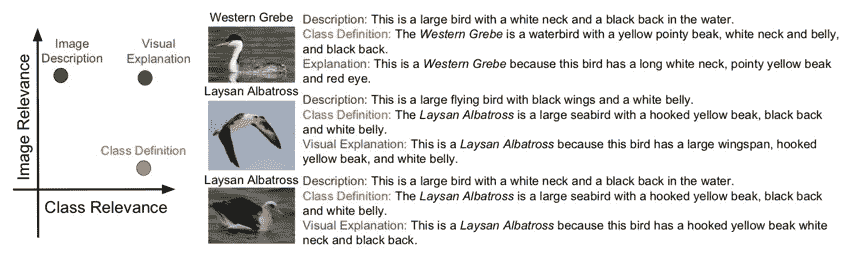 Image Relevance
Image
Description
Visual
Explanation
Class Definition
Class Relevance
Western Grebe
Description: This is a large bird with a white neck and a black back in the water.
Class Definition: The Western Grebe is a waterbird with a yellow pointy beak, white neck and belly,
and black back.
Explanation: This is a Western Grebe because this bird has a long white neck, pointy yellow beak
and red eye.
Laysan Albatross
Description: This is a large flying bird with black wings and a white belly.
Class Definition: The Laysan Albatross is a large seabird with a hooked yellow beak, black back
and white belly.
Visual Explanation: This is a Laysan Albatross because this bird has a large wingspan, hooked
yellow beak, and white belly.
Laysan Albatross
Description: This is a large bird with a white neck and a black back in the water.
Class Definition: The Laysan Albatross is a large seabird with a hooked yellow beak, black back
and white belly.
Visual Explanation: This is a Laysan Albatross because this bird has a hooked yellow beak white
neck and black back.